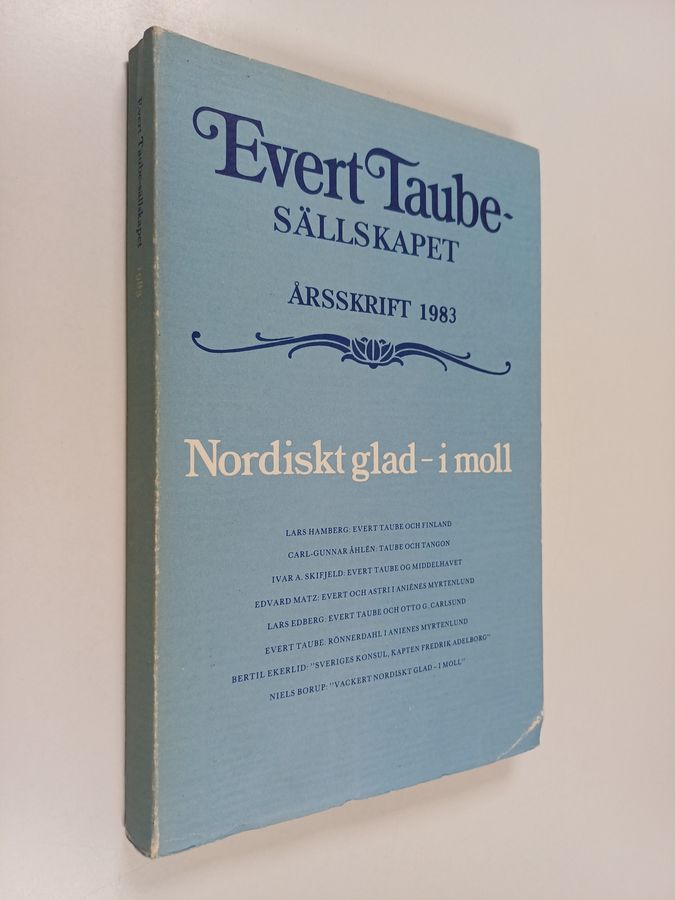 Evert Taube-
SÄLLSKAPET
ÅRSSKRIFT 1983
Nordiskt glad – i moll
LARS HAMBERG: EVERT TAUBE OCH FINLAND
CARL-GUNNAR ÅHLÉN: TAUBE OCH TANGON
IVAR A. SKIFJELD: EVERT TAUBE OG MIDDELHAVET
EDVARD MATZ: EVERT OCH ASTRI I ANIÉNES MYRTENLUND
LARS EDBERG: EVERT TAUBE OCH OTTO G. CARLSUND
EVERT TAUBE: RÖNNERDAHL I ANIENES MYRTENLUND
BERTIL EKERLID: "SVERIGES KONSUL, KAPTEN FREDRIK ADELBORG"
NIELS BORUP: "VACKERT NORDISKT GLAD – I MOLL"
Evert Taube-sällskapet 1983